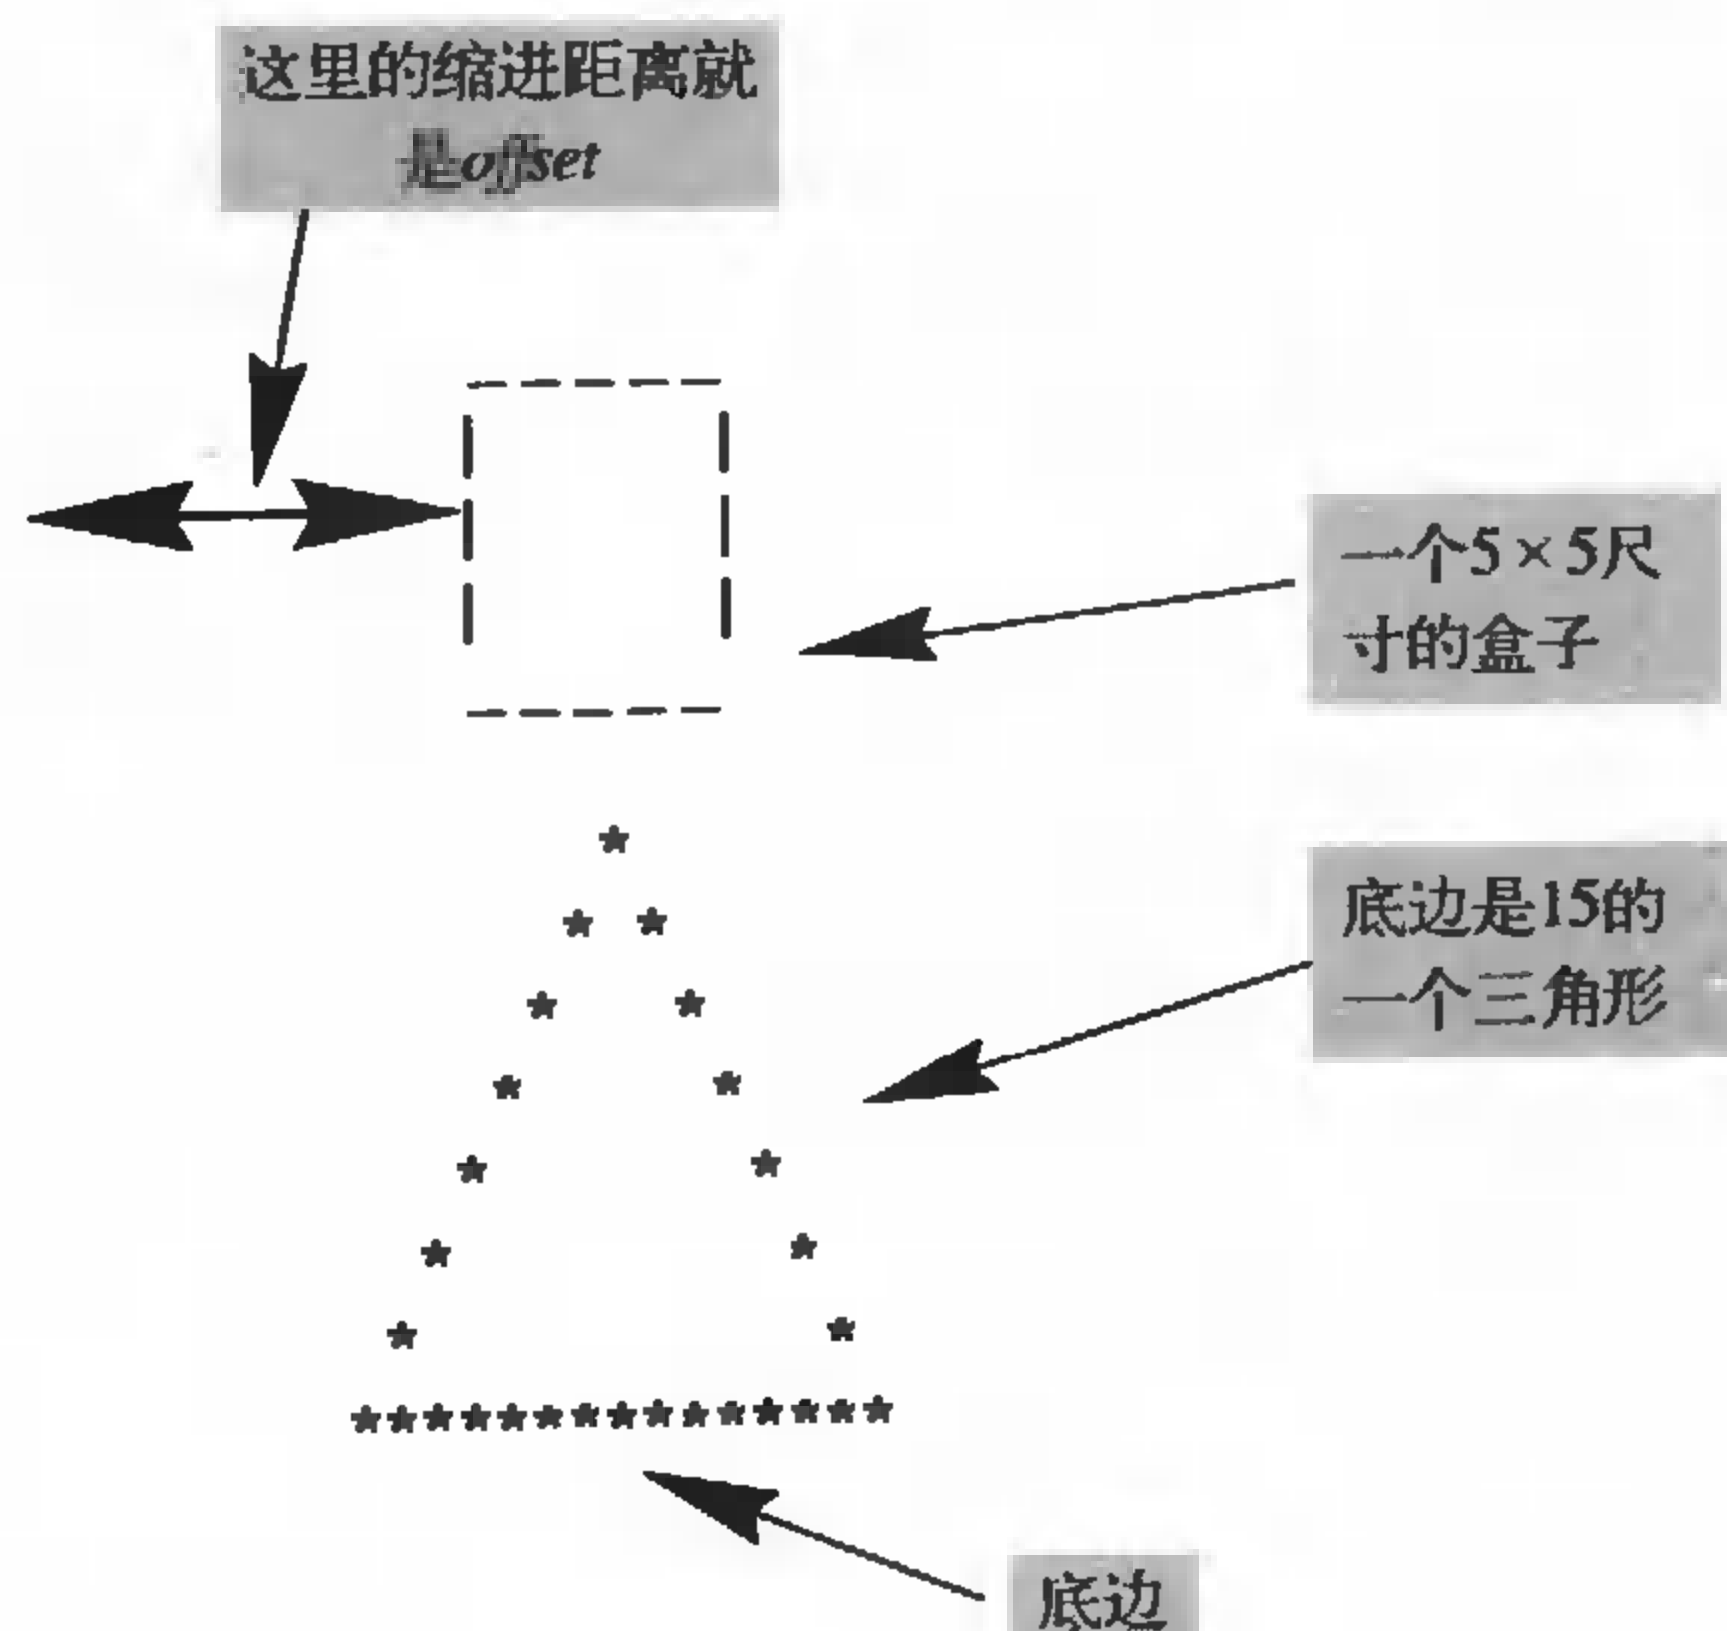 这里的缩进距离就
是offset
一个5×5尺
寸的盒子
底边是15的
一个三角形
底边